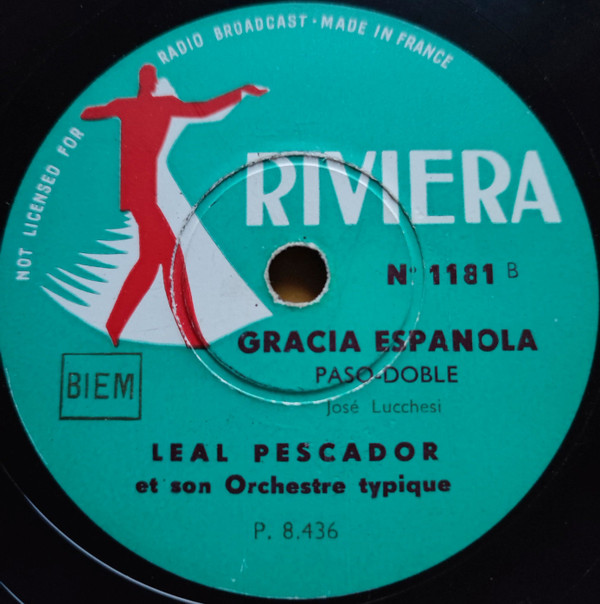 NOT LICENSED FOR RADIO BROADCAST · MADE IN FRANCE
RIVIERA
N° 1181 B
GRACIA ESPANOLA
PASO-DOBLE
José Lucchesi
BIEM
LEAL PESCADOR
et son Orchestre typique
P. 8.436